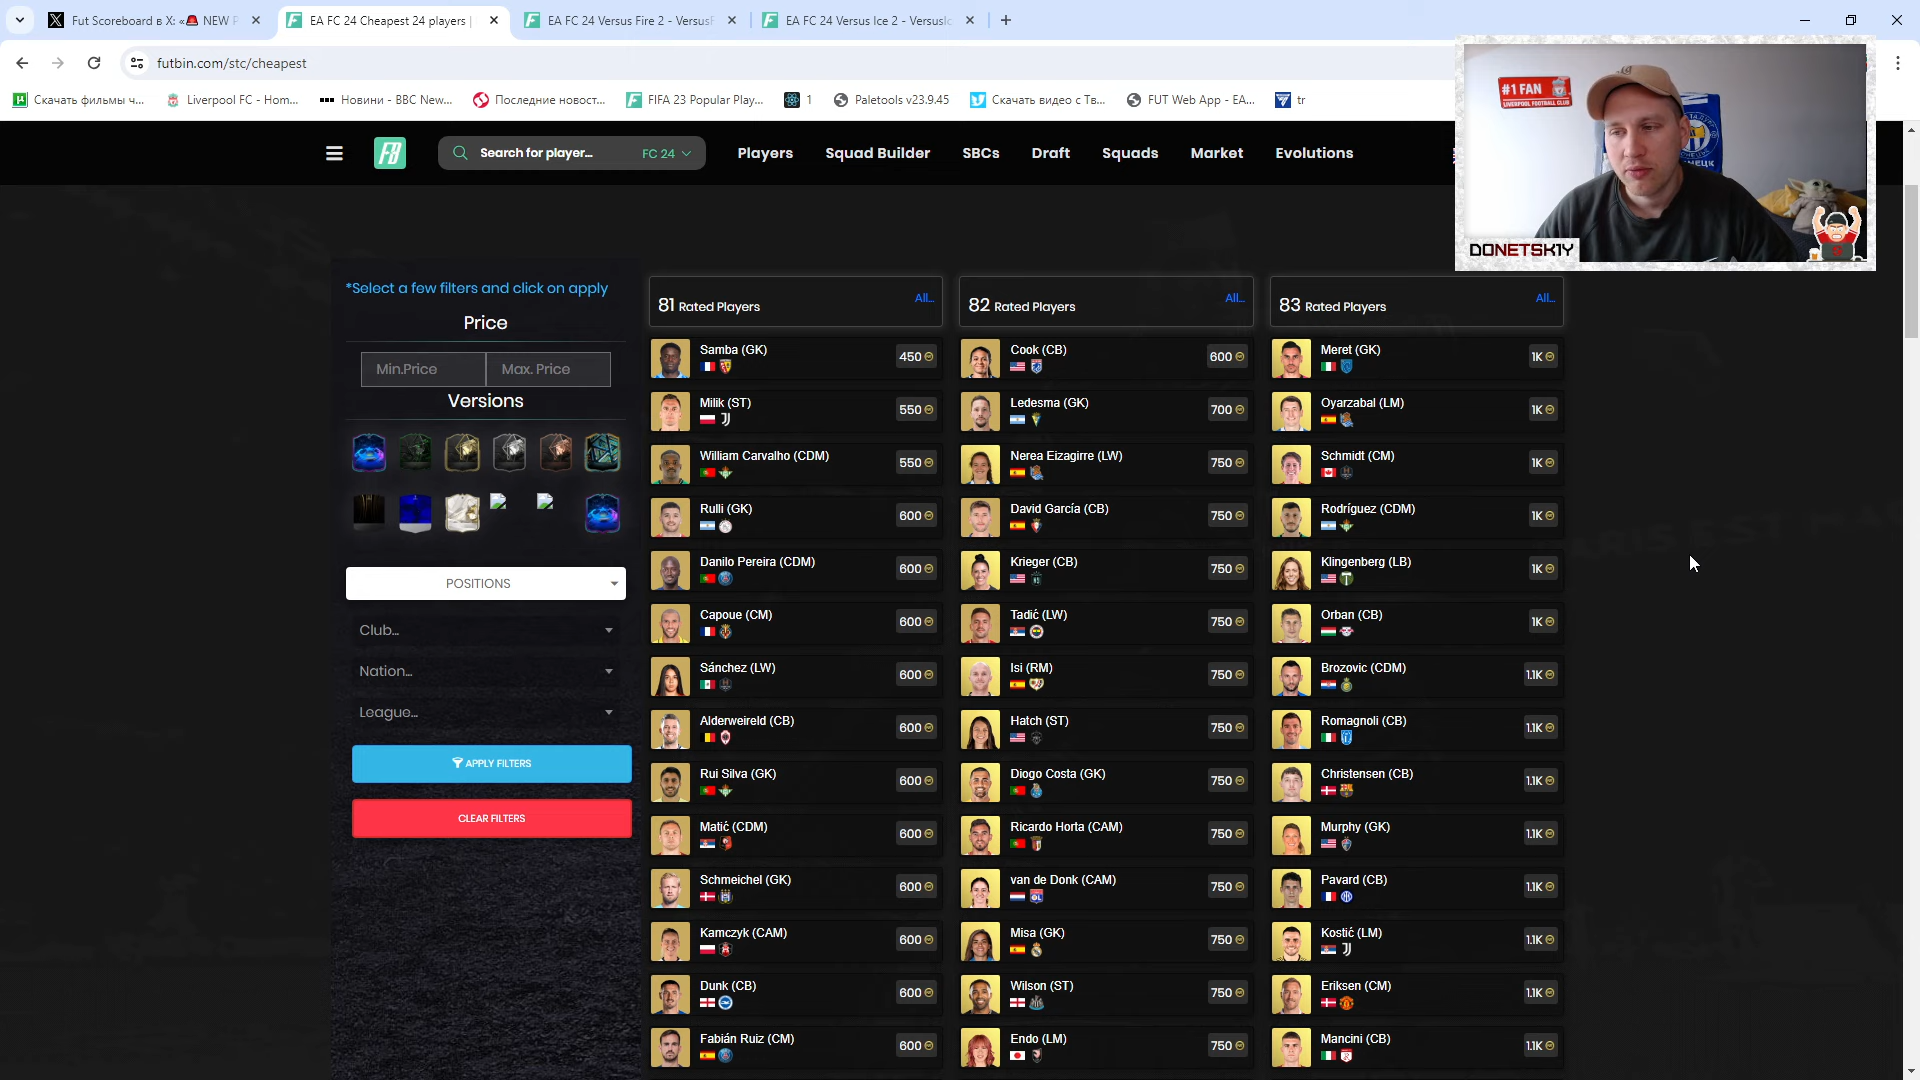 Fut Scoreboard в X: «🚨 NEW F
EA FC 24 Cheapest 24 players |
EA FC 24 Versus Fire 2 - VersusF
EA FC 24 Versus Ice 2 - VersusIc
futbin.com/stc/cheapest
Скачать фильмы ч...
Liverpool FC - Hom...
Новини - BBC New...
Последние новост...
FIFA 23 Popular Play...
1
Paletools v23.9.45
Скачать видео с Тв...
FUT Web App - EA...
tr
FB
Search for player...
FC 24
Players
Squad Builder
SBCs
Draft
Squads
Market
Evolutions
#1 FAN
LIVERPOOL FOOTBALL CLUB
DONETSK1Y
*Select a few filters and click on apply
Price
Min.Price
Max. Price
Versions
POSITIONS
Club...
Nation...
League...
APPLY FILTERS
CLEAR FILTERS
81 Rated Players
All...
Samba (GK)
450
Milik (ST)
550
William Carvalho (CDM)
550
Rulli (GK)
600
Danilo Pereira (CDM)
600
Capoue (CM)
600
Sánchez (LW)
600
Alderweireld (CB)
600
Rui Silva (GK)
600
Matić (CDM)
600
Schmeichel (GK)
600
Kamczyk (CAM)
600
Dunk (CB)
600
Fabián Ruiz (CM)
600
82 Rated Players
All...
Cook (CB)
600
Ledesma (GK)
700
Nerea Eizagirre (LW)
750
David García (CB)
750
Krieger (CB)
750
Tadić (LW)
750
Isi (RM)
750
Hatch (ST)
750
Diogo Costa (GK)
750
Ricardo Horta (CAM)
750
van de Donk (CAM)
750
Misa (GK)
750
Wilson (ST)
750
Endo (LM)
750
83 Rated Players
All...
Meret (GK)
1K
Oyarzabal (LM)
1K
Schmidt (CM)
1K
Rodríguez (CDM)
1K
Klingenberg (LB)
1K
Orban (CB)
1K
Brozovic (CDM)
1.1K
Romagnoli (CB)
1.1K
Christensen (CB)
1.1K
Murphy (GK)
1.1K
Pavard (CB)
1.1K
Kostić (LM)
1.1K
Eriksen (CM)
1.1K
Mancini (CB)
1.1K